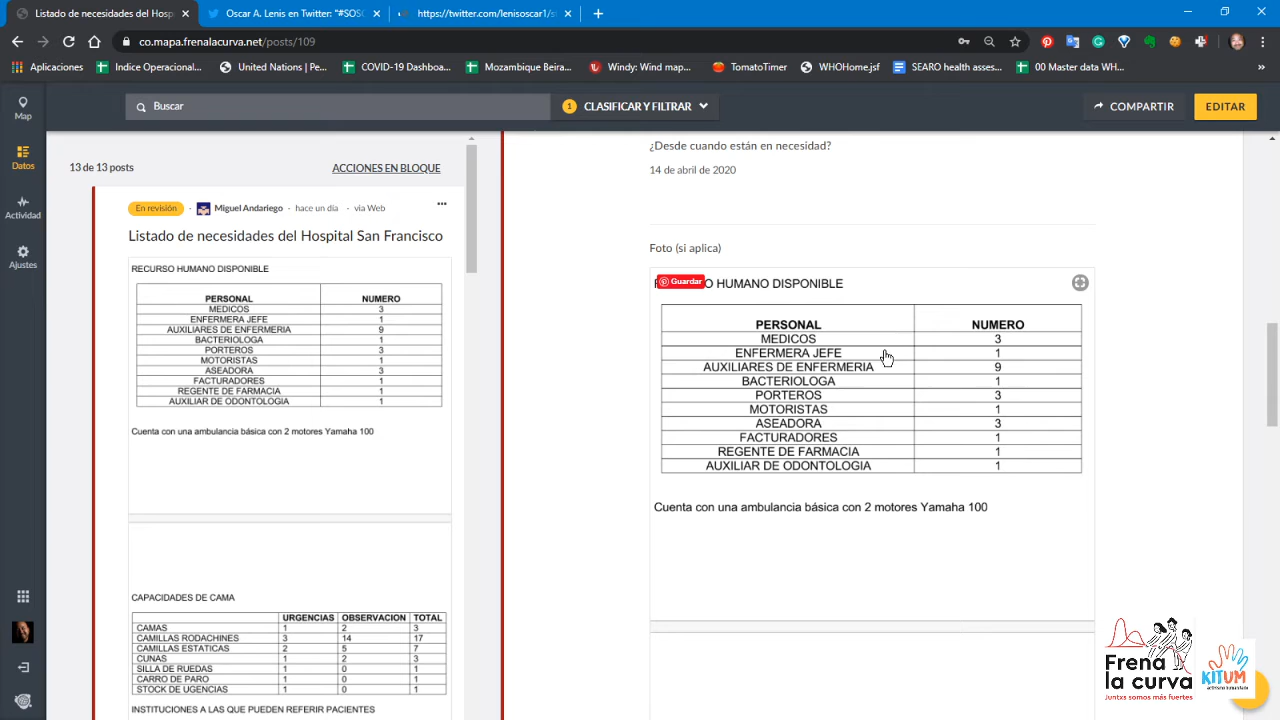 Listado de necesidades del Hosp
Oscar A. Lenis en Twitter: "#SOSC
https://twitter.com/lenisoscar1/st
co.mapa.frenalacurva.net/posts/109
Aplicaciones
Indice Operacional...
United Nations | Pe...
COVID-19 Dashboa...
Mozambique Beira...
Windy: Wind map...
TomatoTimer
WHOHome.jsf
SEARO health asses...
00 Master data WH...
»
Map
Datos
Actividad
Ajustes
Buscar
1 CLASIFICAR Y FILTRAR
COMPARTIR
EDITAR
13 de 13 posts
ACCIONES EN BLOQUE
En revisión - Miguel Andariego - hace un día - via Web
Listado de necesidades del Hospital San Francisco
RECURSO HUMANO DISPONIBLE
PERSONAL NUMERO
MEDICOS 3
ENFERMERA JEFE 1
AUXILIARES DE ENFERMERIA 9
BACTERIOLOGA 1
PORTEROS 3
MOTORISTAS 1
ASEADORA 3
FACTURADORES 1
REGENTE DE FARMACIA 1
AUXILIAR DE ODONTOLOGIA 1
Cuenta con una ambulancia básica con 2 motores Yamaha 100
CAPACIDADES DE CAMA
URGENCIAS OBSERVACION TOTAL
CAMAS 1 2 3
CAMILLAS RODACHINES 3 14 17
CAMILLAS ESTATICAS 2 5 7
CUNAS 1 2 3
SILLA DE RUEDAS 1 0 1
CARRO DE PARO 1 0 1
STOCK DE UGENCIAS 1 0 1
INSTITUCIONES A LAS QUE PUEDEN REFERIR PACIENTES
¿Desde cuando están en necesidad?
14 de abril de 2020
Foto (si aplica)
Guardar
O HUMANO DISPONIBLE
PERSONAL NUMERO
MEDICOS 3
ENFERMERA JEFE 1
AUXILIARES DE ENFERMERIA 9
BACTERIOLOGA 1
PORTEROS 3
MOTORISTAS 1
ASEADORA 3
FACTURADORES 1
REGENTE DE FARMACIA 1
AUXILIAR DE ODONTOLOGIA 1
Cuenta con una ambulancia básica con 2 motores Yamaha 100
Frena
la curva
Juntxs somos más fuertes
KITUM
activismo humanitario